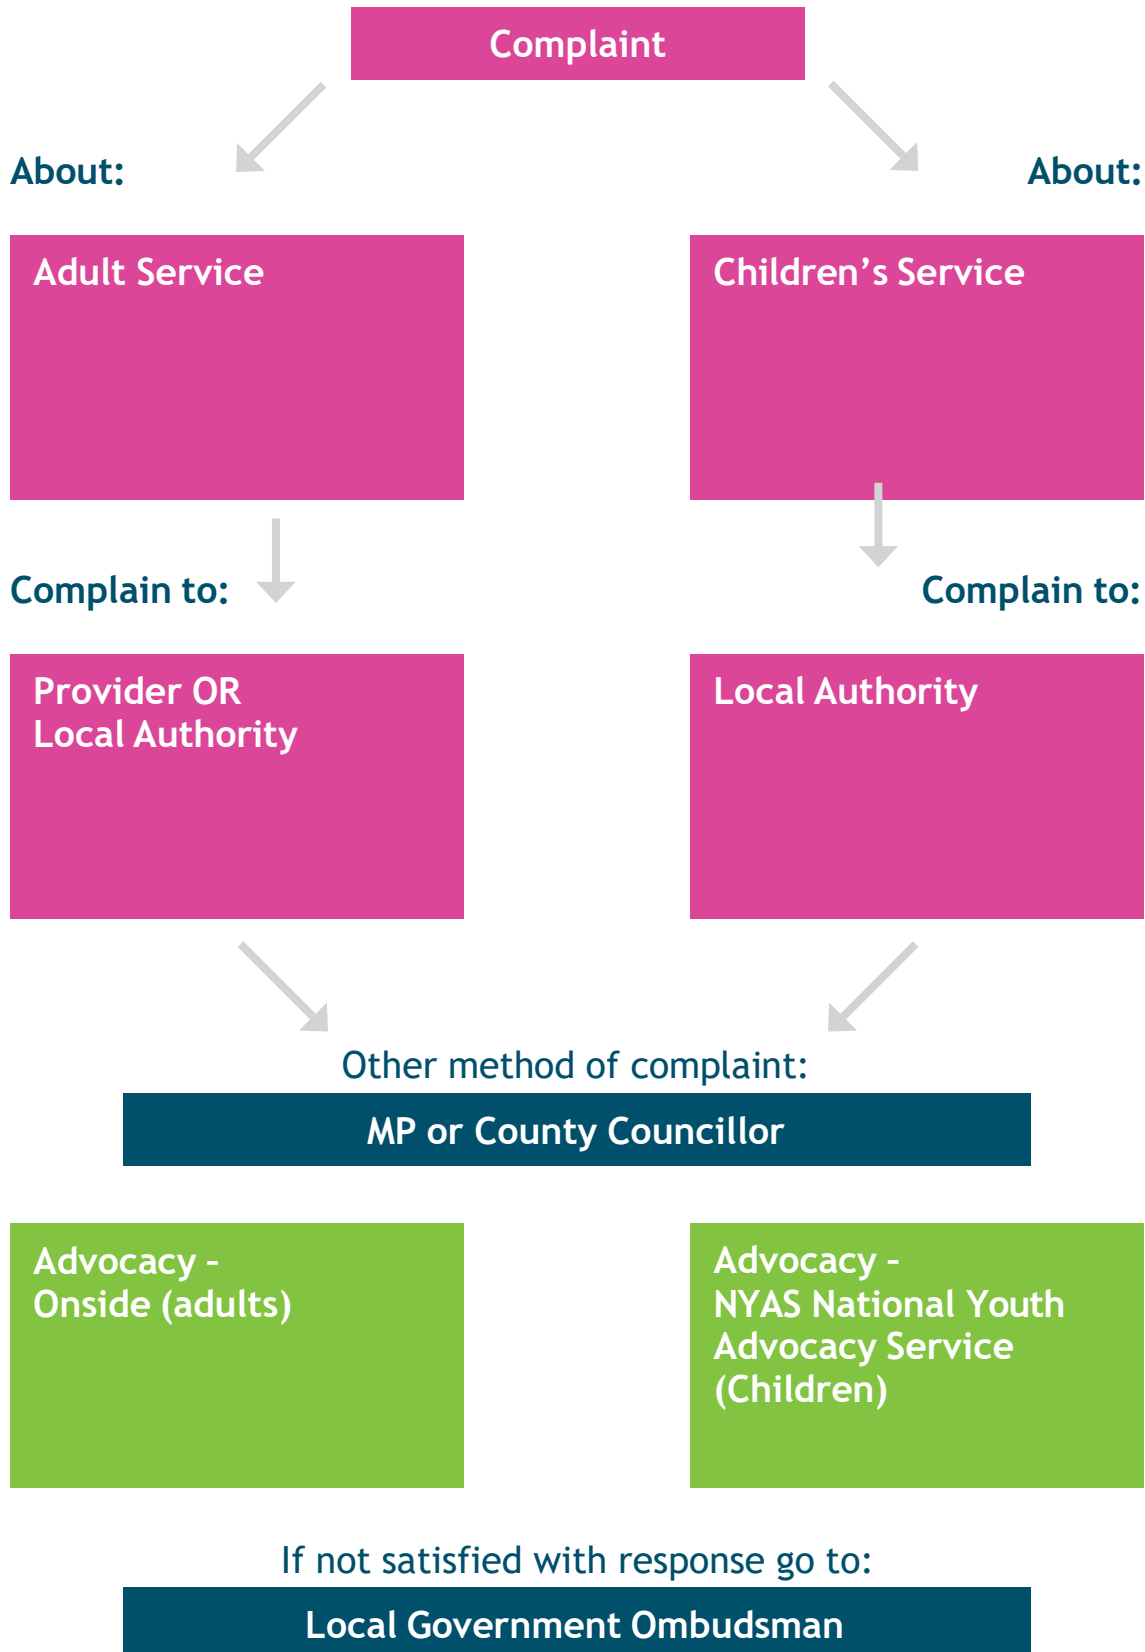 Complaint
About:
About:
Adult Service
Children’s Service
Complain to:
Complain to:
Provider OR
Local Authority
Local Authority
Other method of complaint:
MP or County Councillor
Advocacy –
Onside (adults)
Advocacy –
NYAS National Youth
Advocacy Service
(Children)
If not satisfied with response go to:
Local Government Ombudsman